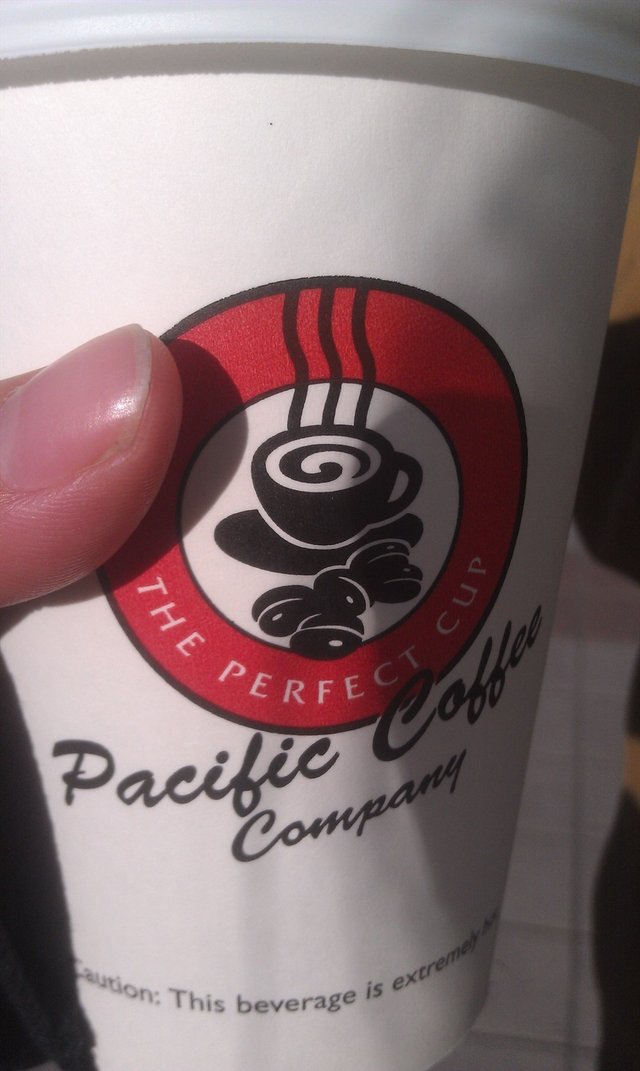 THE PERFECT CUP
Pacific Coffee
Company
Caution: This beverage is extremely